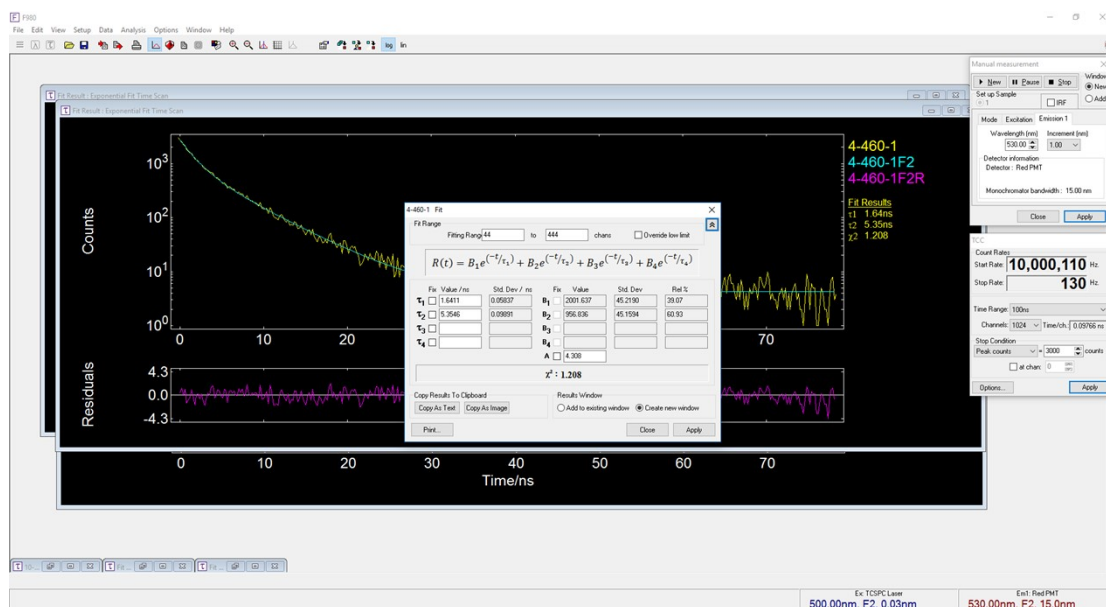 F980
File Edit View Setup Data Analysis Options Window Help
log lin
Fit Result : Exponential Fit Time Scan
Fit Result : Exponential Fit Time Scan
Counts
10³
10²
10¹
10⁰
0 10 20 70
4-460-1
4-460-1F2
4-460-1F2R
Fit Results
τ1 1.64ns
τ2 5.35ns
χ2 1.208
Residuals
4.3
0.0
-4.3
0 10 20 30 40 50 60 70
Time/ns
4-460-1 Fit
Fit Range
Fitting Rang 44 to 444 chans Override low limit
R(t) = B₁e^(-t/τ₁) + B₂e^(-t/τ₂) + B₃e^(-t/τ₃) + B₄e^(-t/τ₄)
Fix Value / ns Std. Dev / ns Fix Value Std. Dev Rel %
τ1 1.6411 0.05837 B1 2001.637 45.2190 39.07
τ2 5.3546 0.09891 B2 956.836 45.1594 60.93
τ3 B3
τ4 B4
A 4.308
χ² : 1.208
Copy Results To Clipboard Results Window
Copy As Text Copy As Image Add to existing window Create new window
Print... Close Apply
Manual measurement
New Pause Stop
Window
New
Add
Set up Sample
1 IRF
Mode Excitation Emission 1
Wavelength (nm) Increment (nm)
530.00 1.00
Detector information
Detector : Red PMT
Monochromator bandwidth : 15.00 nm
Close Apply
TCC
Count Rates
Start Rate: 10,000,110 Hz.
Stop Rate: 130 Hz.
Time Range: 100ns
Channels: 1024 Time/ch.: 0.09766 ns
Stop Condition
Peak counts = 3000 counts
at chan: 0
Options... Apply
10-... Fit ... Fit ...
Ex: TCSPC Laser Em1: Red PMT
500.00nm, F2, 0.03nm 530.00nm, F2, 15.0nm